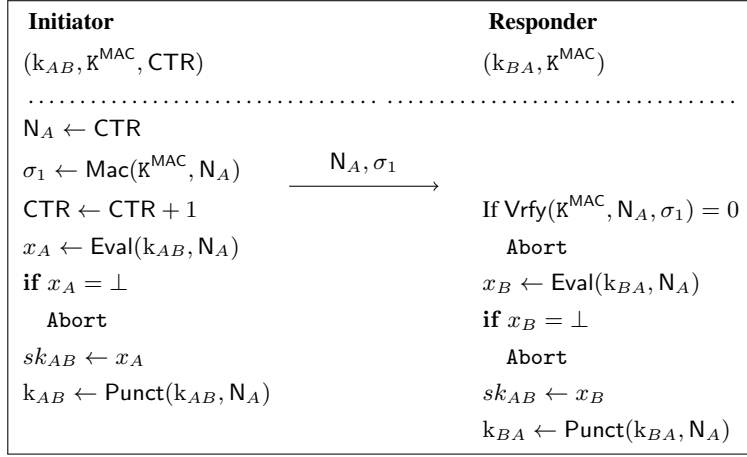 Initiator Responder
(k_AB, K^MAC, CTR) (k_BA, K^MAC)
N_A ← CTR
σ_1 ← Mac(K^MAC, N_A) N_A, σ_1
CTR ← CTR + 1 If Vrfy(K^MAC, N_A, σ_1) = 0
x_A ← Eval(k_AB, N_A) Abort
if x_A = ⊥ x_B ← Eval(k_BA, N_A)
Abort if x_B = ⊥
sk_AB ← x_A Abort
k_AB ← Punct(k_AB, N_A) sk_AB ← x_B
k_BA ← Punct(k_BA, N_A)